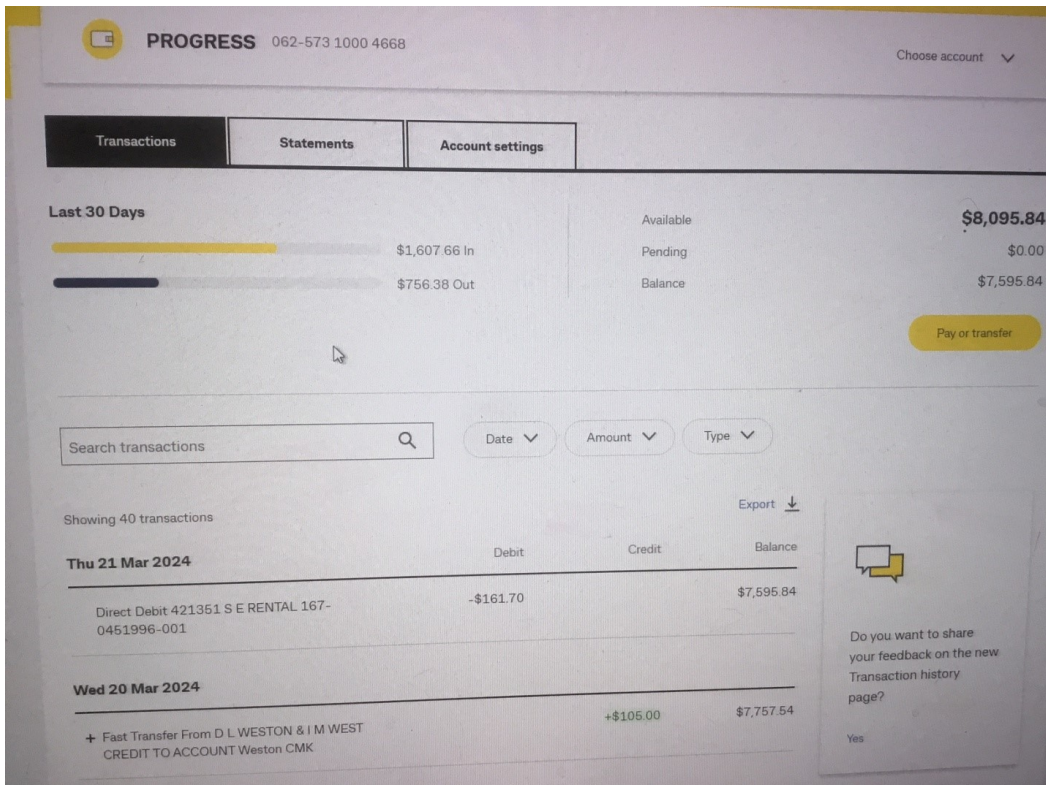 PROGRESS 062-573 1000 4668
Choose account
Transactions
Statements
Account settings
Last 30 Days
$1,607.66 In
$756.38 Out
Available $8,095.84
Pending $0.00
Balance $7,595.84
Pay or transfer
Search transactions
Date
Amount
Type
Showing 40 transactions
Export
Thu 21 Mar 2024 Debit Credit Balance
Direct Debit 421351 S E RENTAL 167- -$161.70 $7,595.84
0451996-001
Wed 20 Mar 2024
+ Fast Transfer From D L WESTON & I M WEST +$105.00 $7,757.54
CREDIT TO ACCOUNT Weston CMK
Do you want to share
your feedback on the new
Transaction history
page?
Yes